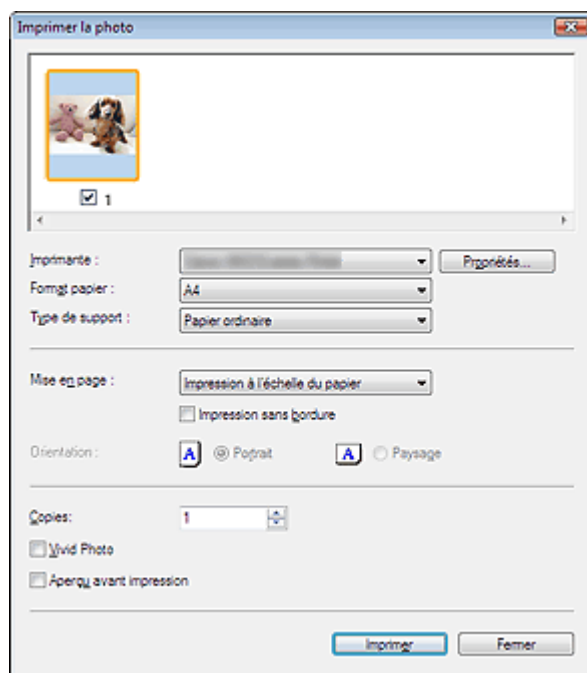 Imprimer la photo
1
Imprimante :
Propriétés...
Format papier :
A4
Type de support :
Papier ordinaire
Mise en page :
Impression à l'échelle du papier
Impression sans bordure
Orientation :
A Portrait
A Paysage
Copies:
1
Vivid Photo
Aperçu avant impression
Imprimer
Fermer